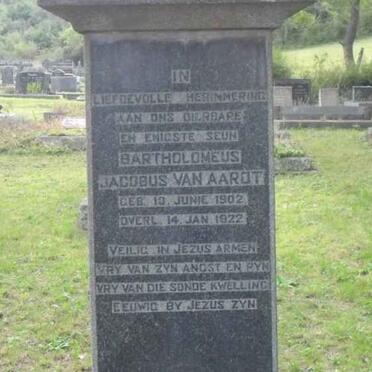 IN
LIEFDEVOLLE HERINNERING
AAN ONS DIERBARE
EN ENIGSTE SEUN
BARTHOLOMEUS
JACOBUS VAN AARDT
GEB. 10. JUNIE 1902.
OVERL. 14. JAN 1922.
VEILIG IN JEZUS ARMEN
VRY VAN ZYN ANGST EN PYN
VRY VAN DIE SONDE KWELLING
EEUWIG BY JEZUS ZYN